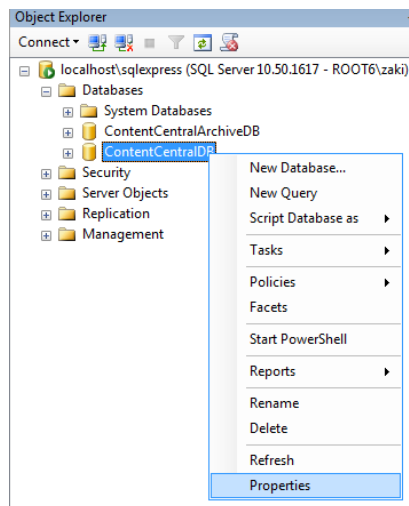 Object Explorer
Connect
localhost\sqlexpress (SQL Server 10.50.1617 - ROOT6\zaki)
Databases
System Databases
ContentCentralArchiveDB
ContentCentralDB
Security
Server Objects
Replication
Management
New Database...
New Query
Script Database as
Tasks
Policies
Facets
Start PowerShell
Reports
Rename
Delete
Refresh
Properties